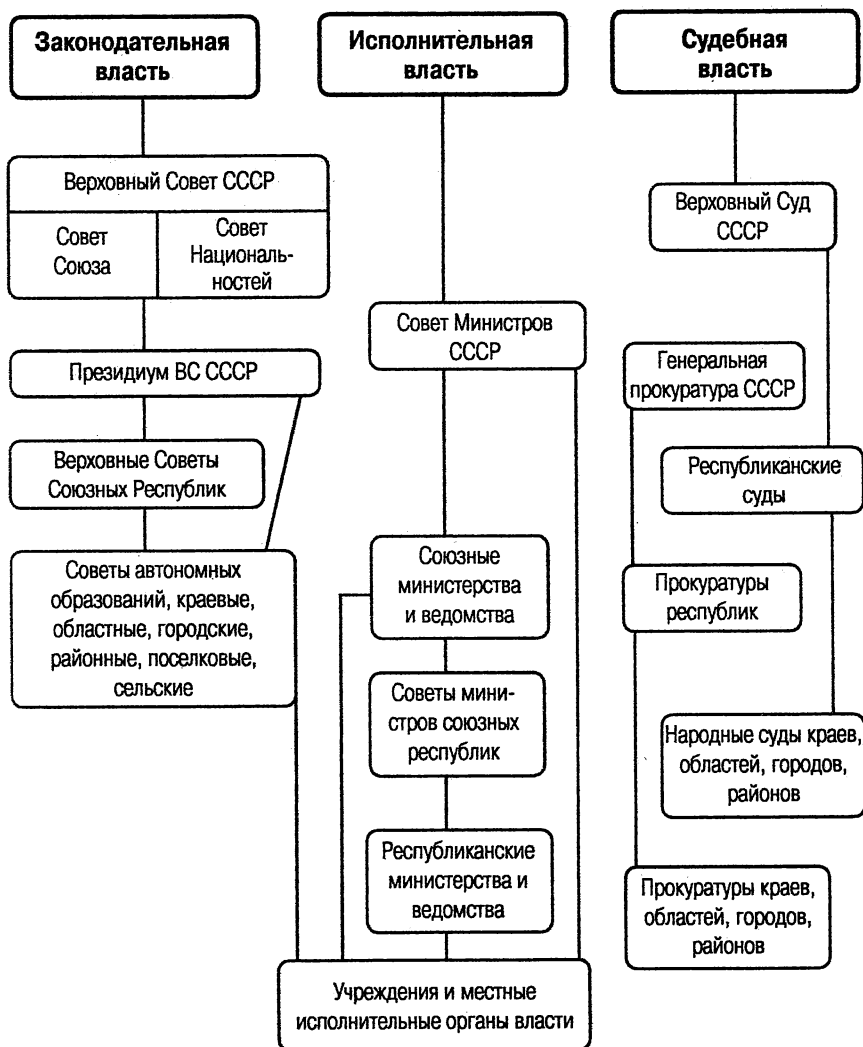 Законодательная
власть
Исполнительная
власть
Судебная
власть
Верховный Совет СССР
Совет
Союза
Совет
Националь-
ностей
Президиум ВС СССР
Верховные Советы
Союзных Республик
Советы автономных
образований, краевые,
областные, городские,
районные, поселковые,
сельские
Совет Министров
СССР
Союзные
министерства
и ведомства
Советы мини-
стров союзных
республик
Республиканские
министерства и
ведомства
Учреждения и местные
исполнительные органы власти
Верховный Суд
СССР
Генеральная
прокуратура СССР
Республиканские
суды
Прокуратуры
республик
Народные суды краев,
областей, городов,
районов
Прокуратуры краев,
областей, городов,
районов